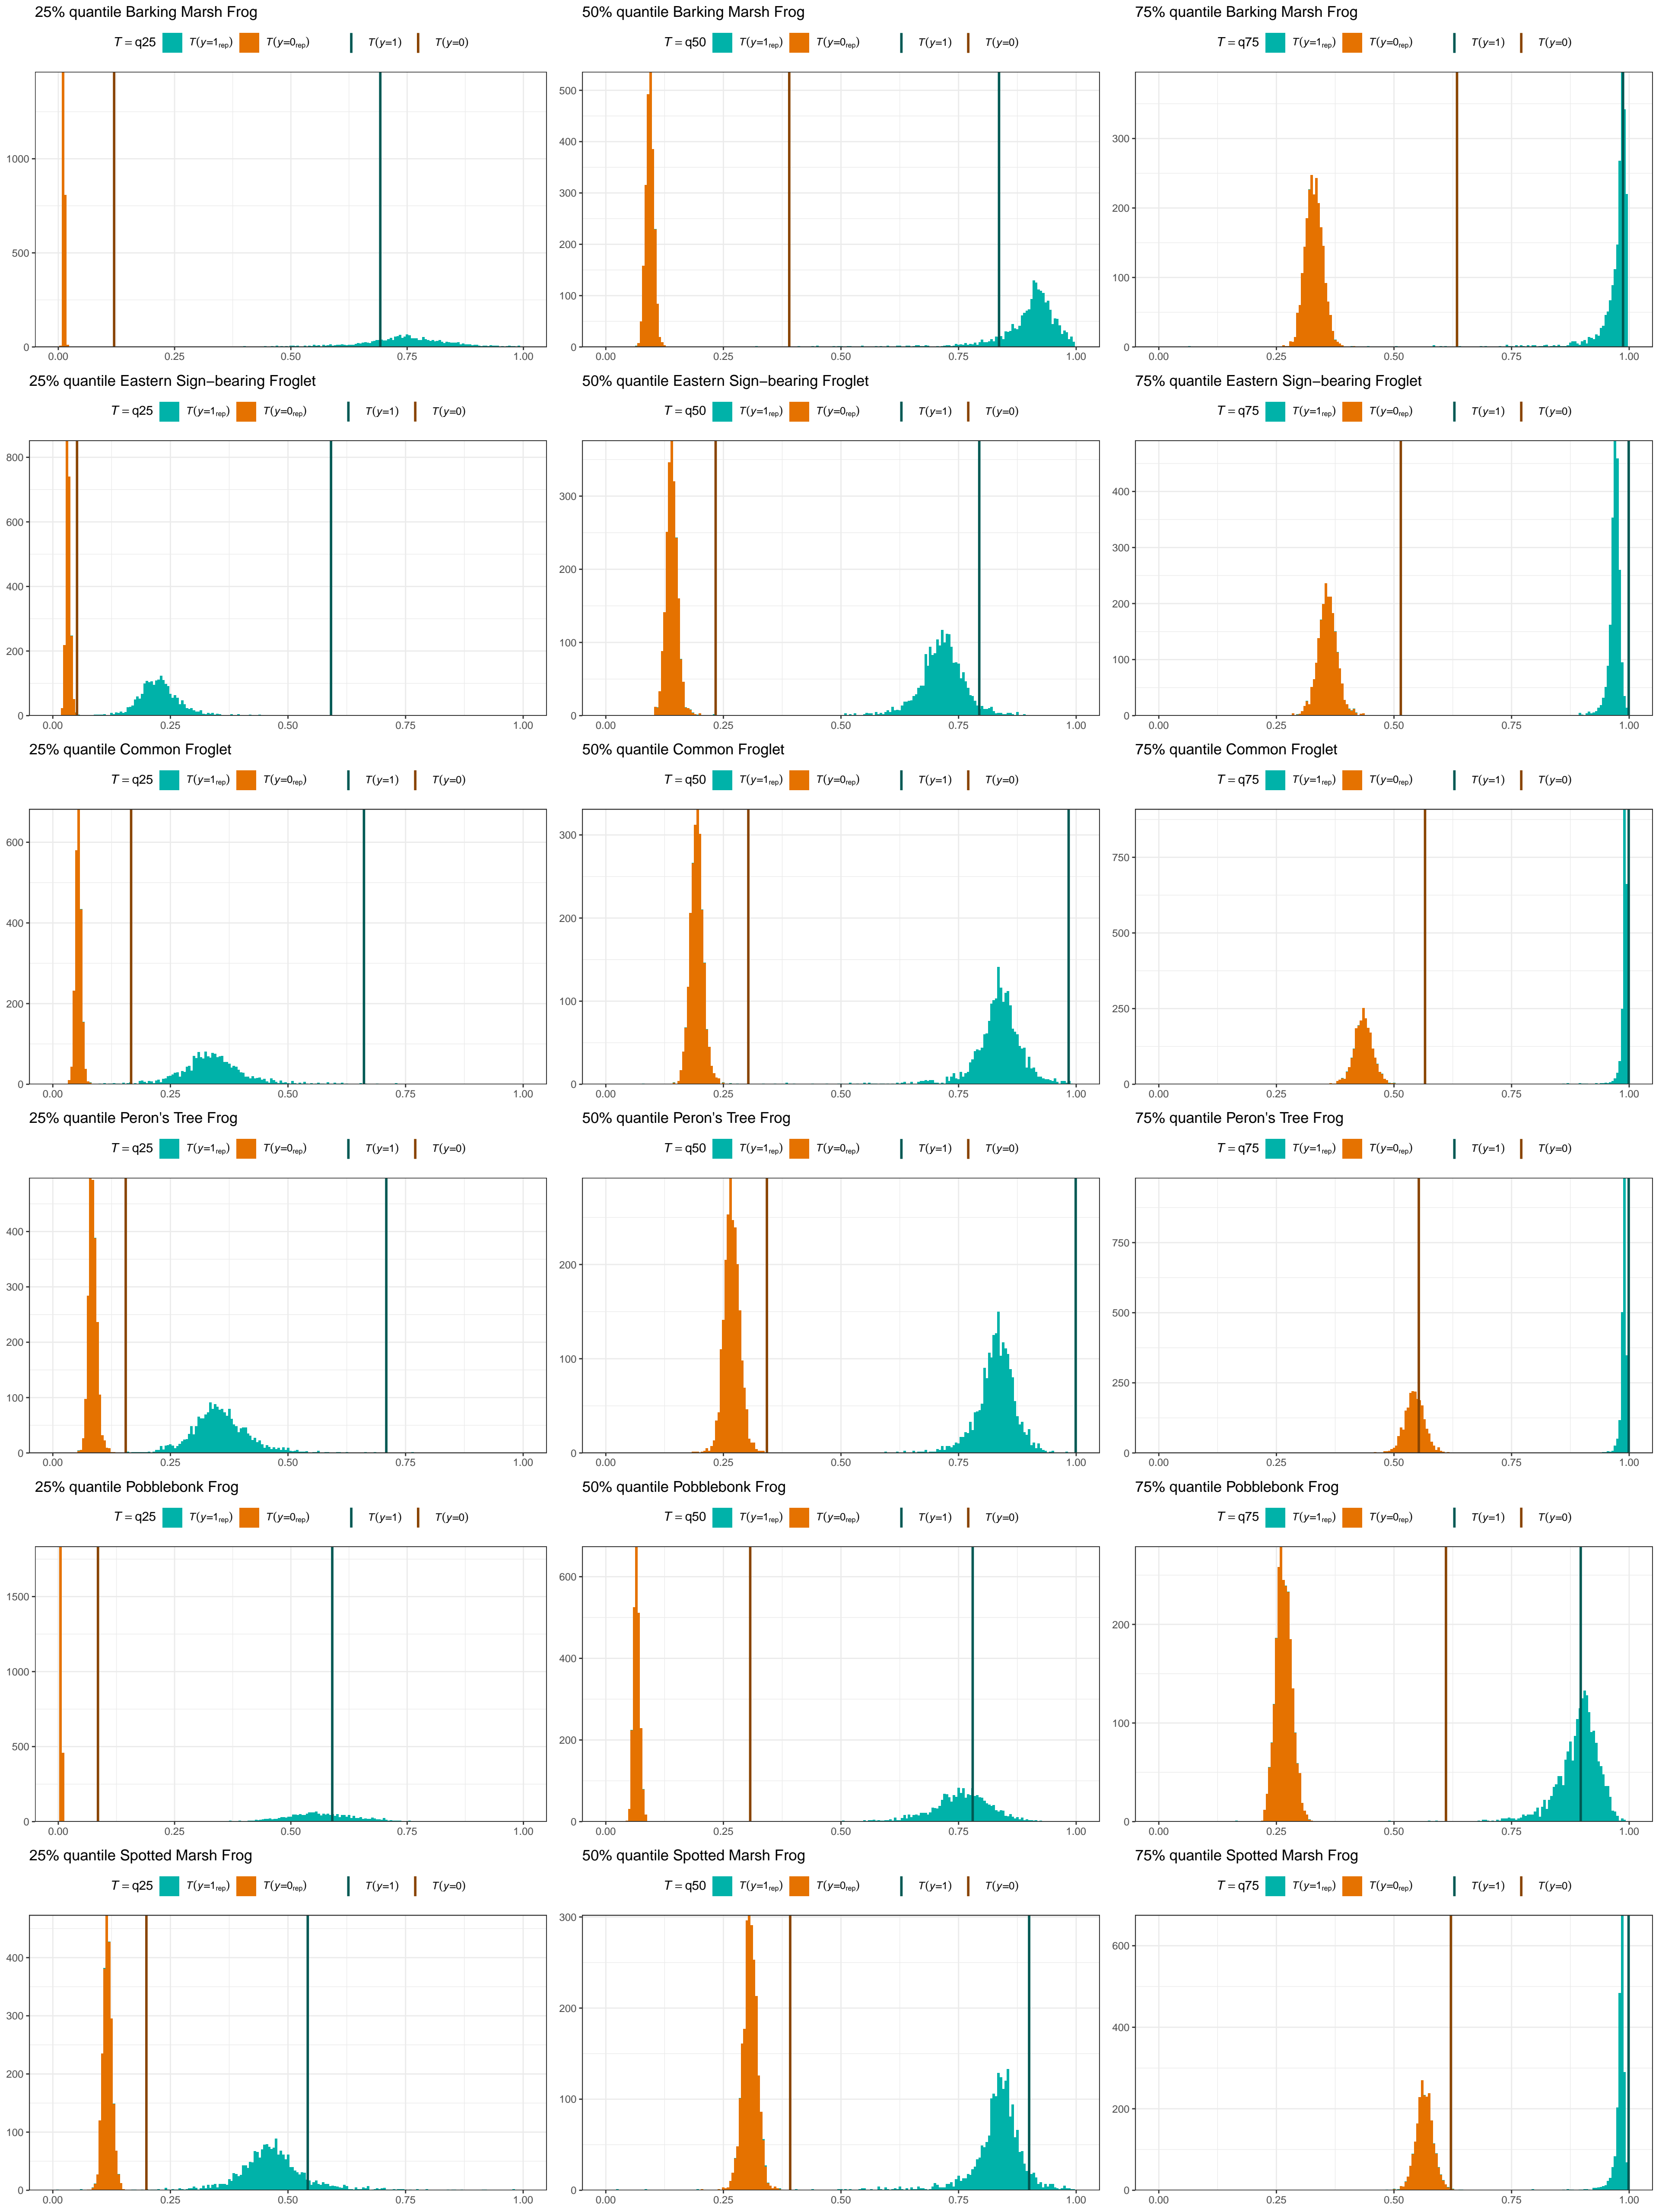 25% quantile Barking Marsh Frog
T = q25 T(y=1rep) T(y=0rep) T(y=1) T(y=0)
1000
500
0
0.00 0.25 0.50 0.75 1.00
50% quantile Barking Marsh Frog
T = q50 T(y=1rep) T(y=0rep) T(y=1) T(y=0)
500
400
300
200
100
0
0.00 0.25 0.50 0.75 1.00
75% quantile Barking Marsh Frog
T = q75 T(y=1rep) T(y=0rep) T(y=1) T(y=0)
300
200
100
0
0.00 0.25 0.50 0.75 1.00
25% quantile Eastern Sign−bearing Froglet
T = q25 T(y=1rep) T(y=0rep) T(y=1) T(y=0)
800
600
400
200
0
0.00 0.25 0.50 0.75 1.00
50% quantile Eastern Sign−bearing Froglet
T = q50 T(y=1rep) T(y=0rep) T(y=1) T(y=0)
300
200
100
0
0.00 0.25 0.50 0.75 1.00
75% quantile Eastern Sign−bearing Froglet
T = q75 T(y=1rep) T(y=0rep) T(y=1) T(y=0)
400
300
200
100
0
0.00 0.25 0.50 0.75 1.00
25% quantile Common Froglet
T = q25 T(y=1rep) T(y=0rep) T(y=1) T(y=0)
600
400
200
0
0.00 0.25 0.50 0.75 1.00
50% quantile Common Froglet
T = q50 T(y=1rep) T(y=0rep) T(y=1) T(y=0)
300
200
100
0
0.00 0.25 0.50 0.75 1.00
75% quantile Common Froglet
T = q75 T(y=1rep) T(y=0rep) T(y=1) T(y=0)
750
500
250
0
0.00 0.25 0.50 0.75 1.00
25% quantile Peron's Tree Frog
T = q25 T(y=1rep) T(y=0rep) T(y=1) T(y=0)
400
300
200
100
0
0.00 0.25 0.50 0.75 1.00
50% quantile Peron's Tree Frog
T = q50 T(y=1rep) T(y=0rep) T(y=1) T(y=0)
200
100
0
0.00 0.25 0.50 0.75 1.00
75% quantile Peron's Tree Frog
T = q75 T(y=1rep) T(y=0rep) T(y=1) T(y=0)
750
500
250
0
0.00 0.25 0.50 0.75 1.00
25% quantile Pobblebonk Frog
T = q25 T(y=1rep) T(y=0rep) T(y=1) T(y=0)
1500
1000
500
0
0.00 0.25 0.50 0.75 1.00
50% quantile Pobblebonk Frog
T = q50 T(y=1rep) T(y=0rep) T(y=1) T(y=0)
600
400
200
0
0.00 0.25 0.50 0.75 1.00
75% quantile Pobblebonk Frog
T = q75 T(y=1rep) T(y=0rep) T(y=1) T(y=0)
200
100
0
0.00 0.25 0.50 0.75 1.00
25% quantile Spotted Marsh Frog
T = q25 T(y=1rep) T(y=0rep) T(y=1) T(y=0)
400
300
200
100
0
0.00 0.25 0.50 0.75 1.00
50% quantile Spotted Marsh Frog
T = q50 T(y=1rep) T(y=0rep) T(y=1) T(y=0)
300
200
100
0
0.00 0.25 0.50 0.75 1.00
75% quantile Spotted Marsh Frog
T = q75 T(y=1rep) T(y=0rep) T(y=1) T(y=0)
600
400
200
0
0.00 0.25 0.50 0.75 1.00